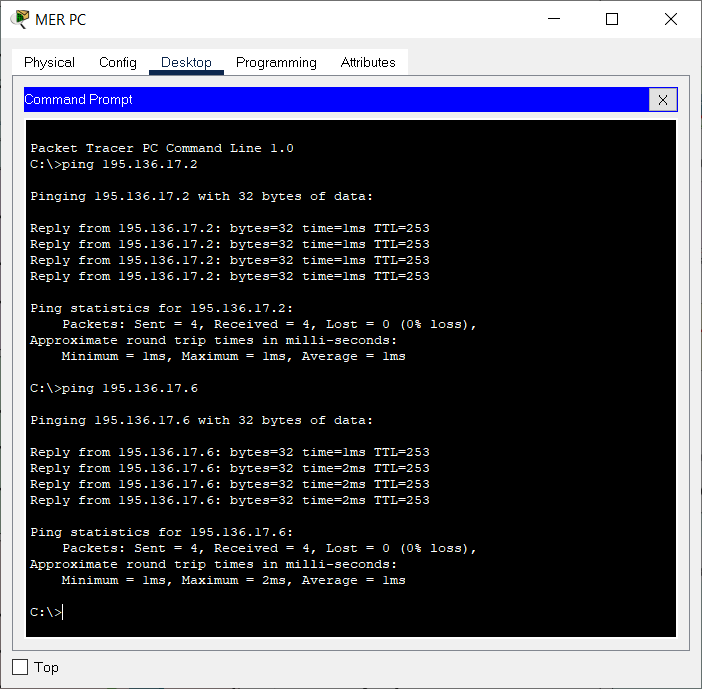 MER PC
Physical Config Desktop Programming Attributes
Command Prompt
X
Packet Tracer PC Command Line 1.0
C:\>ping 195.136.17.2
Pinging 195.136.17.2 with 32 bytes of data:
Reply from 195.136.17.2: bytes=32 time=1ms TTL=253
Reply from 195.136.17.2: bytes=32 time=1ms TTL=253
Reply from 195.136.17.2: bytes=32 time=1ms TTL=253
Reply from 195.136.17.2: bytes=32 time=1ms TTL=253
Ping statistics for 195.136.17.2:
Packets: Sent = 4, Received = 4, Lost = 0 (0% loss),
Approximate round trip times in milli-seconds:
Minimum = 1ms, Maximum = 1ms, Average = 1ms
C:\>ping 195.136.17.6
Pinging 195.136.17.6 with 32 bytes of data:
Reply from 195.136.17.6: bytes=32 time=1ms TTL=253
Reply from 195.136.17.6: bytes=32 time=2ms TTL=253
Reply from 195.136.17.6: bytes=32 time=2ms TTL=253
Reply from 195.136.17.6: bytes=32 time=2ms TTL=253
Ping statistics for 195.136.17.6:
Packets: Sent = 4, Received = 4, Lost = 0 (0% loss),
Approximate round trip times in milli-seconds:
Minimum = 1ms, Maximum = 2ms, Average = 1ms
C:\>
Top